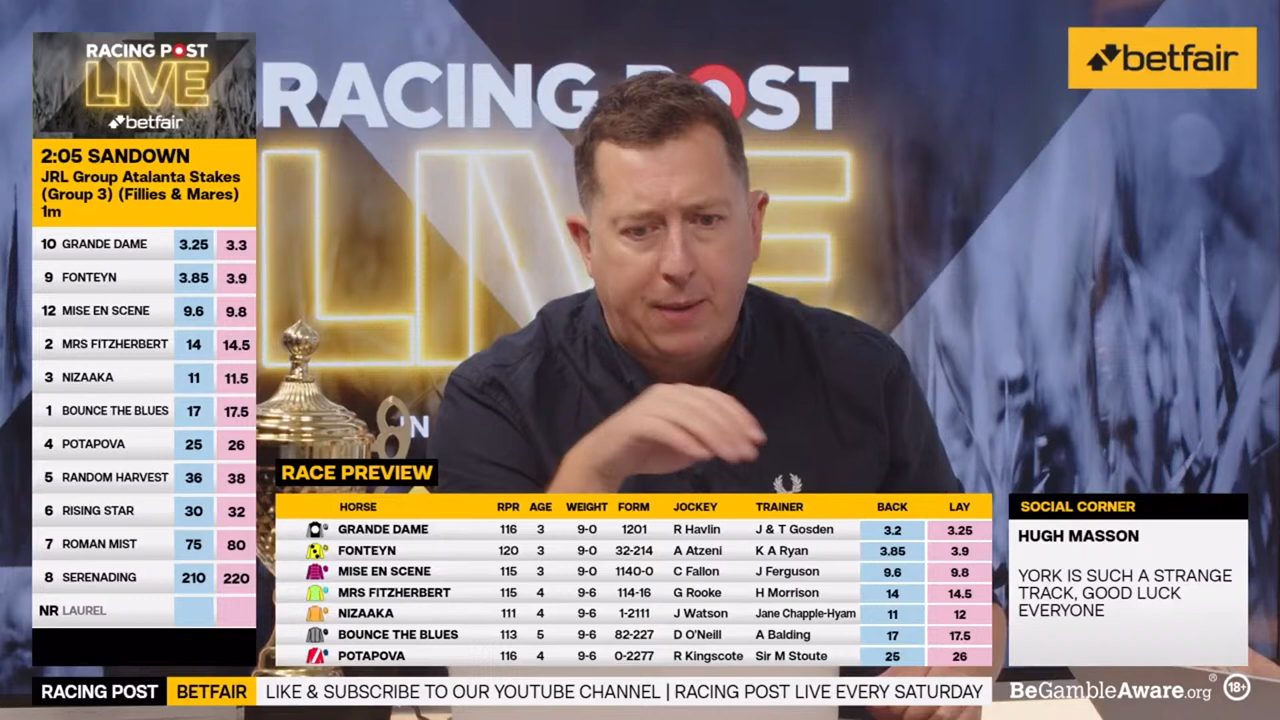 RACING POST
LIVE
betfair
2:05 SANDOWN
JRL Group Atalanta Stakes
(Group 3) (Fillies & Mares)
1m
10 GRANDE DAME 3.25 3.3
9 FONTEYN 3.85 3.9
12 MISE EN SCENE 9.6 9.8
2 MRS FITZHERBERT 14 14.5
3 NIZAAKA 11 11.5
1 BOUNCE THE BLUES 17 17.5
4 POTAPOVA 25 26
5 RANDOM HARVEST 36 38
6 RISING STAR 30 32
7 ROMAN MIST 75 80
8 SERENADING 210 220
NR LAUREL
RACING POST
LIVE
IN
betfair
RACE PREVIEW
HORSE RPR AGE WEIGHT FORM JOCKEY TRAINER BACK LAY
GRANDE DAME 116 3 9-0 1201 R Havlin J & T Gosden 3.2 3.25
FONTEYN 120 3 9-0 32-214 A Atzeni K A Ryan 3.85 3.9
MISE EN SCENE 115 3 9-0 1140-0 C Fallon J Ferguson 9.6 9.8
MRS FITZHERBERT 115 4 9-6 114-16 G Rooke H Morrison 14 14.5
NIZAAKA 111 4 9-6 1-2111 J Watson Jane Chapple-Hyam 11 12
BOUNCE THE BLUES 113 5 9-6 82-227 D O'Neill A Balding 17 17.5
POTAPOVA 116 4 9-6 0-2277 R Kingscote Sir M Stoute 25 26
SOCIAL CORNER
HUGH MASSON
YORK IS SUCH A STRANGE
TRACK, GOOD LUCK
EVERYONE
RACING POST BETFAIR LIKE & SUBSCRIBE TO OUR YOUTUBE CHANNEL | RACING POST LIVE EVERY SATURDAY
BeGambleAware.org® 18+